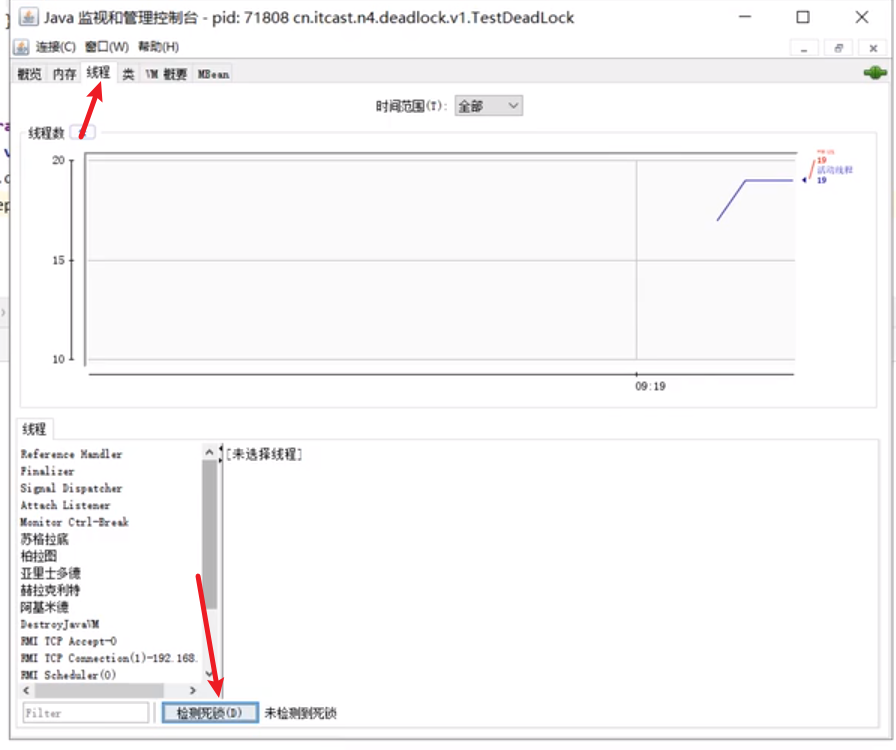 Java 监视和管理控制台 - pid: 71808 cn.itcast.n4.deadlock.v1.TestDeadLock
连接(C) 窗口(W) 帮助(H)
概览 内存 线程 类 VM 概要 MBean
时间范围(T): 全部
线程数
20
15
10
09:19
19
活动线程
19
线程
Reference Handler
Finalizer
Signal Dispatcher
Attach Listener
Monitor Ctrl-Break
苏格拉底
柏拉图
亚里士多德
赫拉克利特
阿基米德
DestroyJavaVM
RMI TCP Accept-0
RMI TCP Connection(1)-192.168.
RMI Scheduler(0)
[未选择线程]
Filter 检测死锁(D) 未检测到死锁